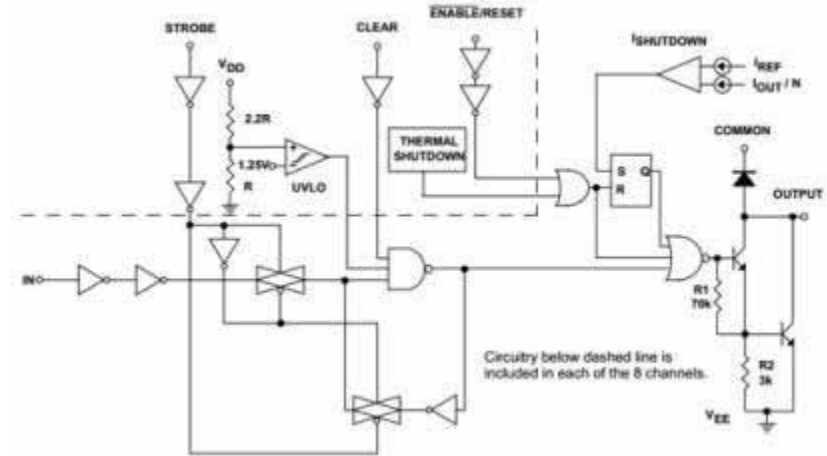 STROBE
CLEAR
ENABLE/RESET
ISHUTDOWN
IREF
IOUT / N
VDD
2.2R
1.25V
R
UVLO
THERMAL
SHUTDOWN
S Q
R
COMMON
OUTPUT
IN
R1
70k
Circuitry below dashed line is
included in each of the 8 channels.
R2
3k
VEE